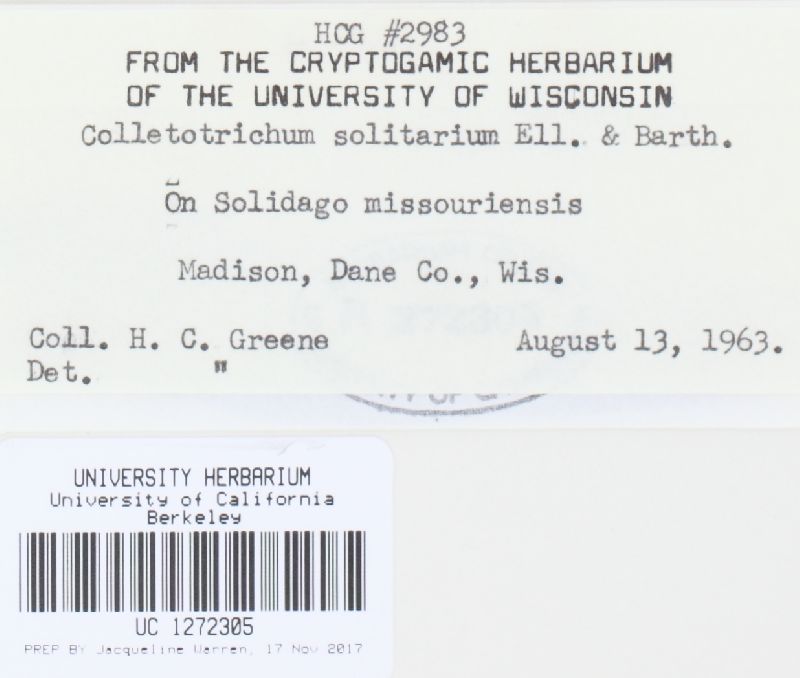 HCG #2983
FROM THE CRYPTOGAMIC HERBARIUM
OF THE UNIVERSITY OF WISCONSIN
Colletotrichum solitarium Ell. & Barth.
On Solidago missouriensis
Madison, Dane Co., Wis.
Coll. H. C. Greene August 13, 1963.
Det. "
UNIVERSITY HERBARIUM
University of California
Berkeley
UC 1272305
PREP BY Jacqueline Warren, 17 Nov 2017